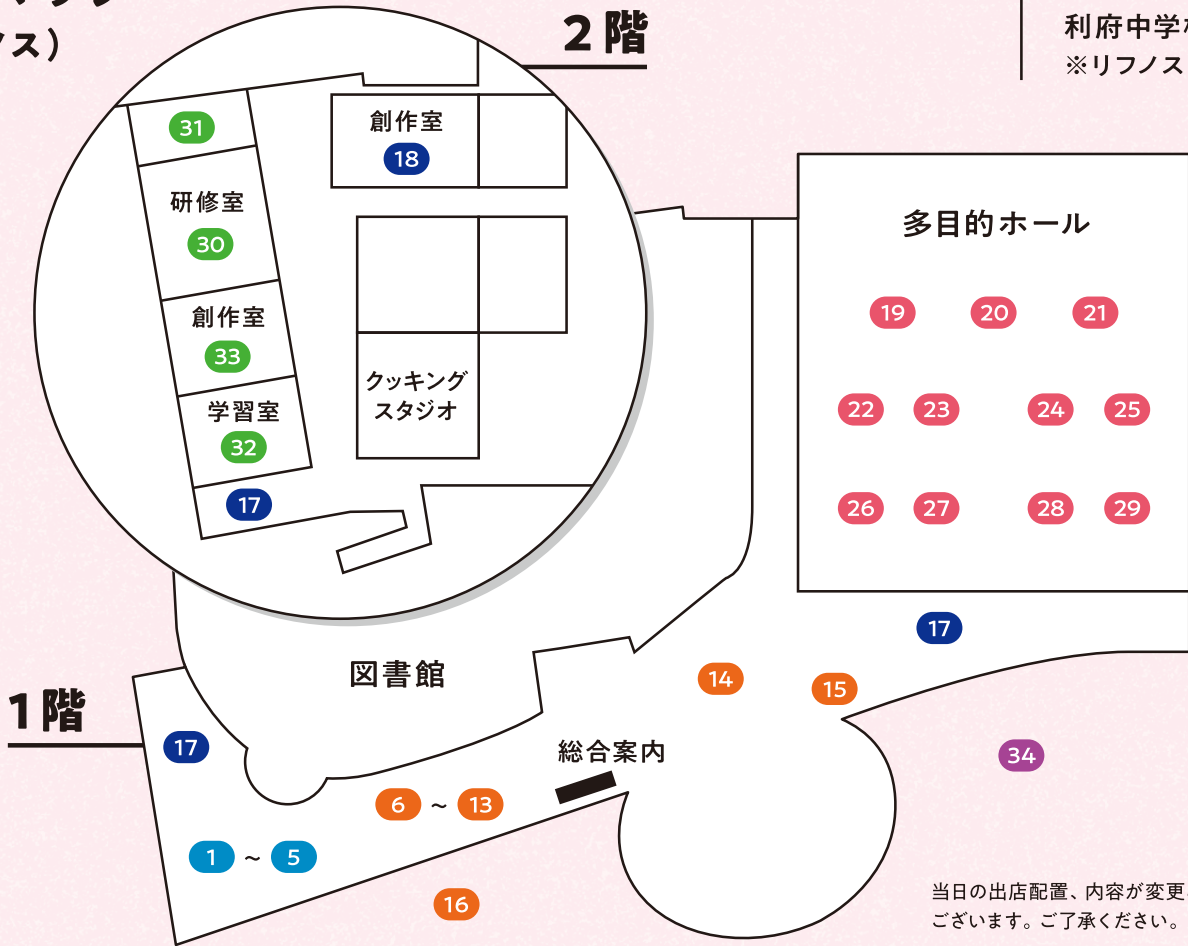 ノス）
2階
利府中学
※リフノス
31
研修室
30
創作室
33
学習室
32
17
創作室
18
クッキング
スタジオ
多目的ホール
19 20 21
22 23 24 25
26 27 28 29
17
図書館
14
15
1階
17
総合案内
6 ～ 13
1 ～ 5
16
34
当日の出店配置、内容が変更
ございます。ご了承ください。